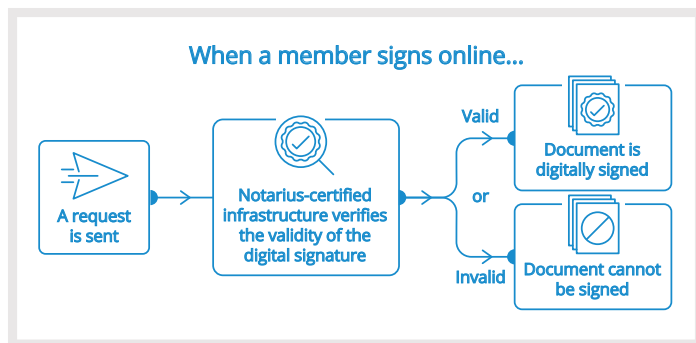 When a member signs online...
A request
is sent
Notarius-certified
infrastructure verifies
the validity of the
digital signature
Valid
or
Invalid
Document is
digitally signed
Document cannot
be signed